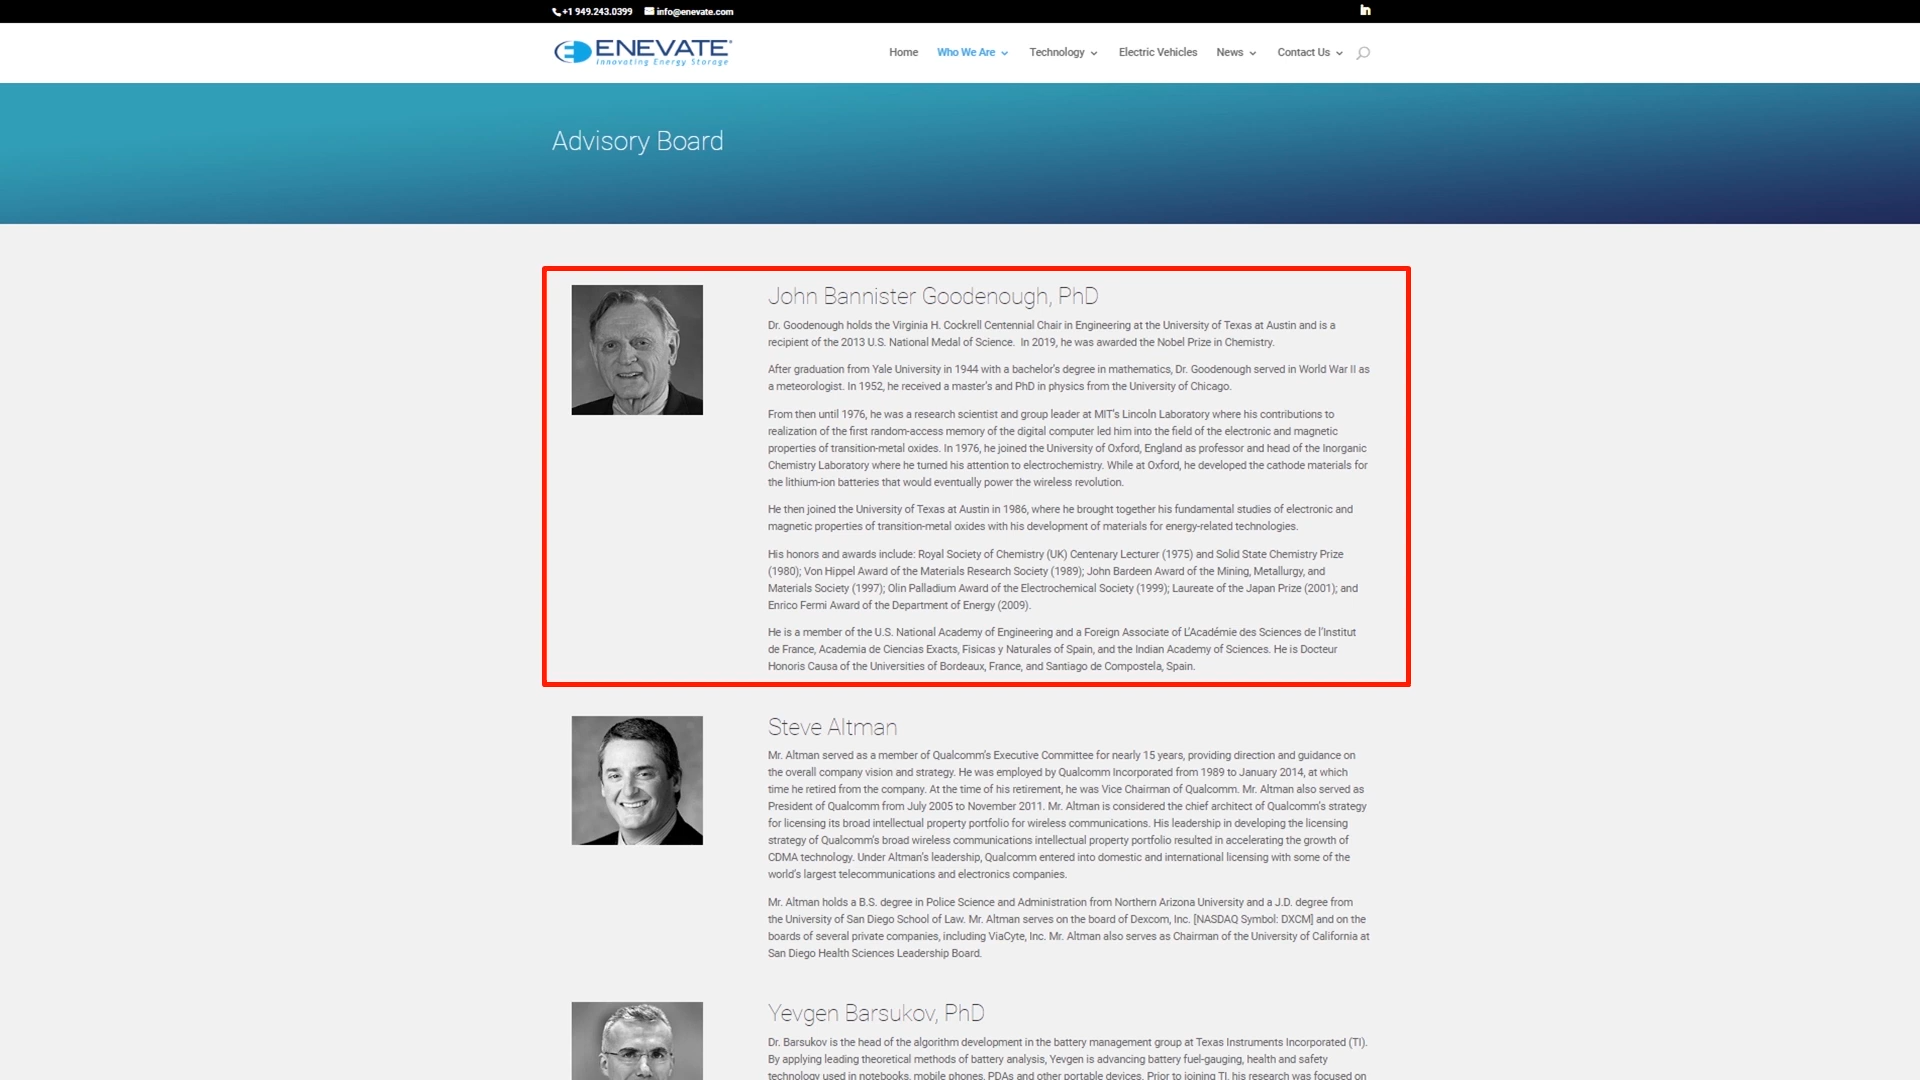 +1 949.243.0399 info@enevate.com in
ENEVATE
Innovating Energy Storage
Home Who We Are Technology Electric Vehicles News Contact Us
Advisory Board
John Bannister Goodenough, PhD
Dr. Goodenough holds the Virginia H. Cockrell Centennial Chair in Engineering at the University of Texas at Austin and is a
recipient of the 2013 U.S. National Medal of Science. In 2019, he was awarded the Nobel Prize in Chemistry.
After graduation from Yale University in 1944 with a bachelor's degree in mathematics, Dr. Goodenough served in World War II as
a meteorologist. In 1952, he received a master's and PhD in physics from the University of Chicago.
From then until 1976, he was a research scientist and group leader at MIT's Lincoln Laboratory where his contributions to
realization of the first random-access memory of the digital computer led him into the field of the electronic and magnetic
properties of transition-metal oxides. In 1976, he joined the University of Oxford, England as professor and head of the Inorganic
Chemistry Laboratory where he turned his attention to electrochemistry. While at Oxford, he developed the cathode materials for
the lithium-ion batteries that would eventually power the wireless revolution.
He then joined the University of Texas at Austin in 1986, where he brought together his fundamental studies of electronic and
magnetic properties of transition-metal oxides with his development of materials for energy-related technologies.
His honors and awards include: Royal Society of Chemistry (UK) Centenary Lecturer (1975) and Solid State Chemistry Prize
(1980); Von Hippel Award of the Materials Research Society (1989); John Bardeen Award of the Mining, Metallurgy, and
Materials Society (1997); Olin Palladium Award of the Electrochemical Society (1999); Laureate of the Japan Prize (2001); and
Enrico Fermi Award of the Department of Energy (2009).
He is a member of the U.S. National Academy of Engineering and a Foreign Associate of L'Académie des Sciences de l'Institut
de France, Academia de Ciencias Exacts, Fisicas y Naturales of Spain, and the Indian Academy of Sciences. He is Docteur
Honoris Causa of the Universities of Bordeaux, France, and Santiago de Compostela, Spain.
Steve Altman
Mr. Altman served as a member of Qualcomm's Executive Committee for nearly 15 years, providing direction and guidance on
the overall company vision and strategy. He was employed by Qualcomm Incorporated from 1989 to January 2014, at which
time he retired from the company. At the time of his retirement, he was Vice Chairman of Qualcomm. Mr. Altman also served as
President of Qualcomm from July 2005 to November 2011. Mr. Altman is considered the chief architect of Qualcomm's strategy
for licensing its broad intellectual property portfolio for wireless communications. His leadership in developing the licensing
strategy of Qualcomm's broad wireless communications intellectual property portfolio resulted in accelerating the growth of
CDMA technology. Under Altman's leadership, Qualcomm entered into domestic and international licensing with some of the
world's largest telecommunications and electronics companies.
Mr. Altman holds a B.S. degree in Police Science and Administration from Northern Arizona University and a J.D. degree from
the University of San Diego School of Law. Mr. Altman serves on the board of Dexcom, Inc. [NASDAQ Symbol: DXCM] and on the
boards of several private companies, including ViaCyte, Inc. Mr. Altman also serves as Chairman of the University of California at
San Diego Health Sciences Leadership Board.
Yevgen Barsukov, PhD
Dr. Barsukov is the head of the algorithm development in the battery management group at Texas Instruments Incorporated (TI).
By applying leading theoretical methods of battery analysis, Yevgen is advancing battery fuel-gauging, health and safety
technology used in notebooks, mobile phones, PDAs and other portable devices. Prior to joining TI, his research was focused on